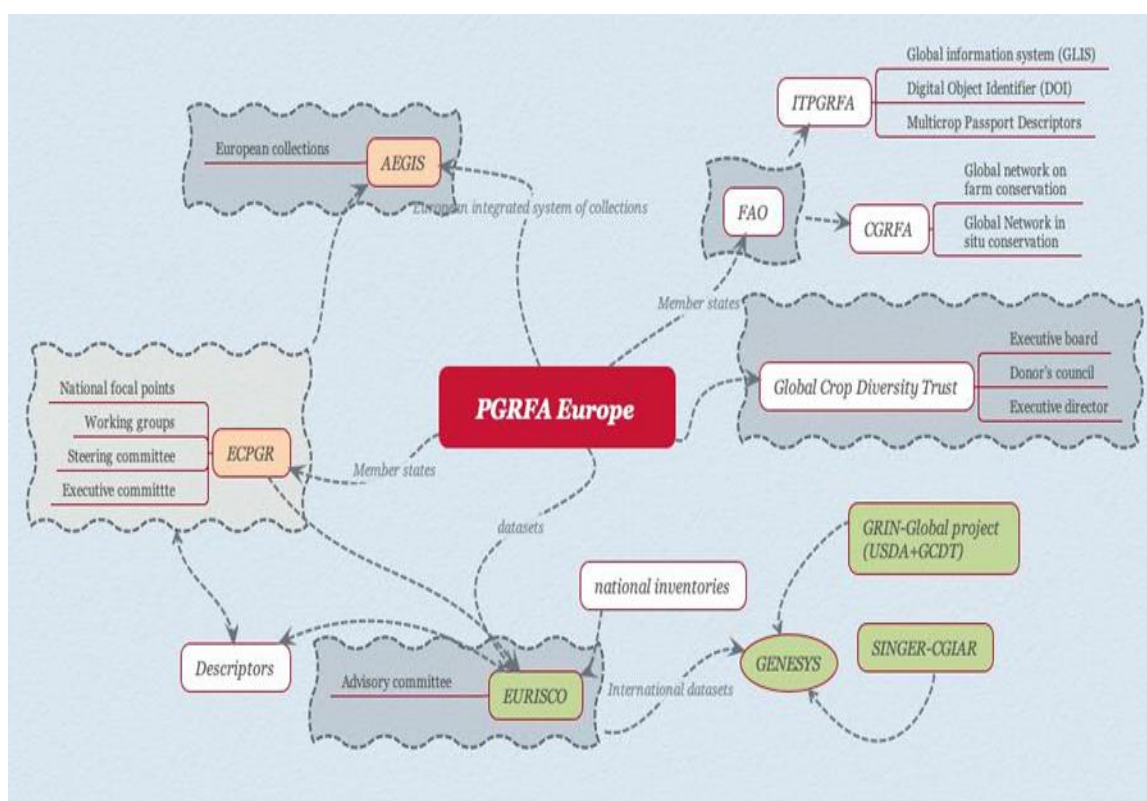 Global information system (GLIS)
ITPGRFA
Digital Object Identifier (DOI)
Multicrop Passport Descriptors
European collections
AEGIS
European integrated system of collections
FAO
Global network on
farm conservation
CGRFA
Global Network in
situ conservation
Member states
Executive board
Global Crop Diversity Trust
Donor's council
Executive director
PGRFA Europe
National focal points
Working groups
ECPGR
Steering committee
Executive committte
Member states
datasets
GRIN-Global project
(USDA+GCDT)
national inventories
SINGER-CGIAR
GENESYS
Descriptors
Advisory committee
EURISCO
International datasets